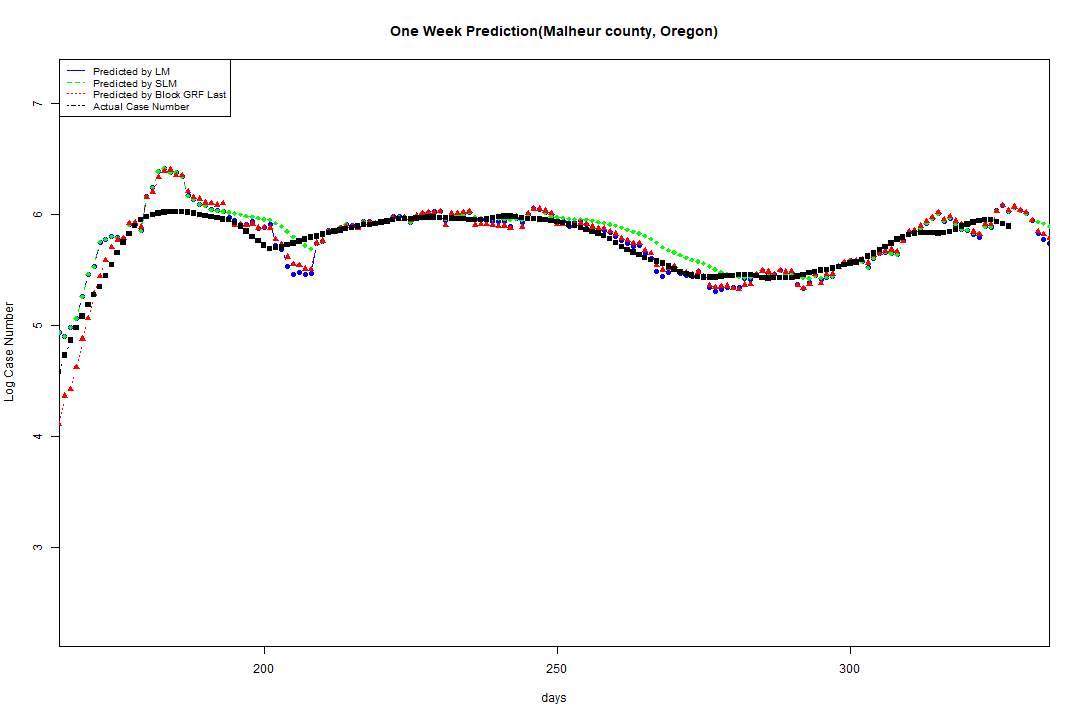 One Week Prediction(Malheur county, Oregon)
Predicted by LM
Predicted by SLM
Predicted by Block GRF Last
Actual Case Number
7
6
5
4
3
Log Case Number
200 250 300
days